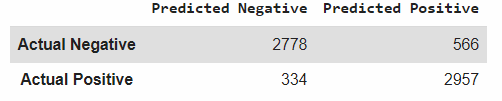 Predicted Negative Predicted Positive
Actual Negative 2778 566
Actual Positive 334 2957